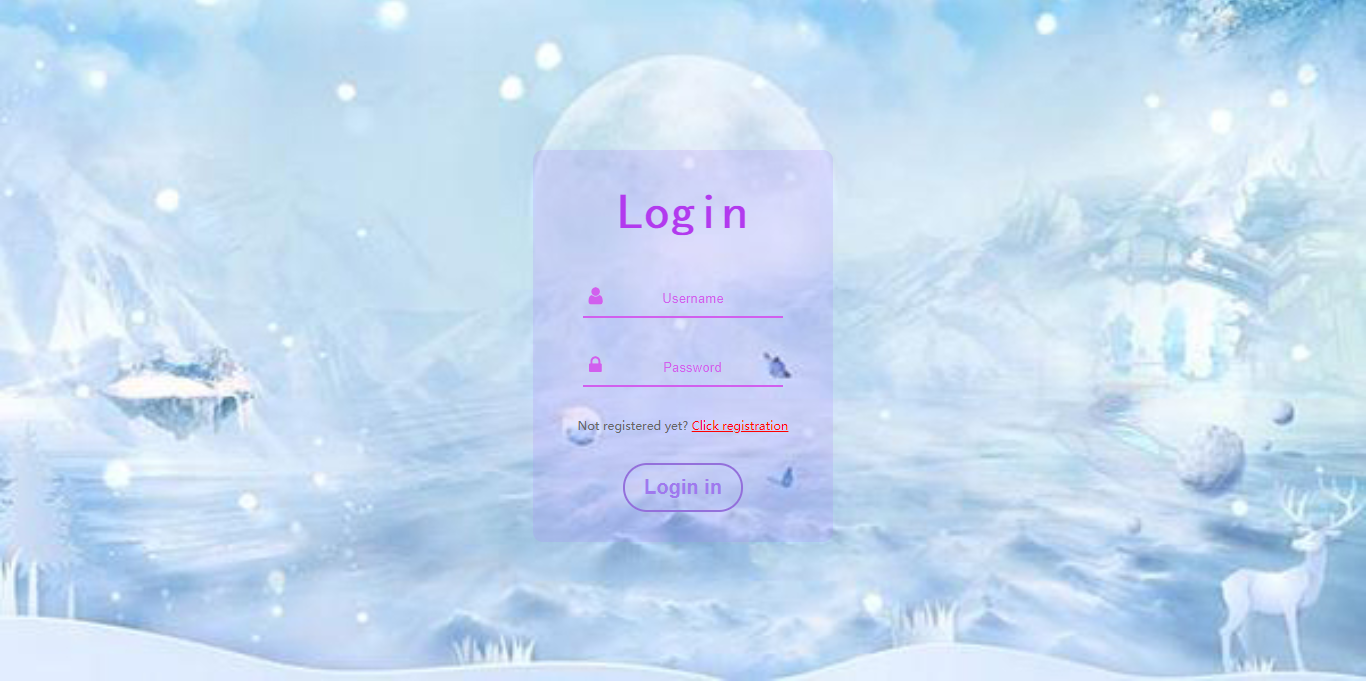 Login
Username
Password
Not registered yet? Click registration
Login in